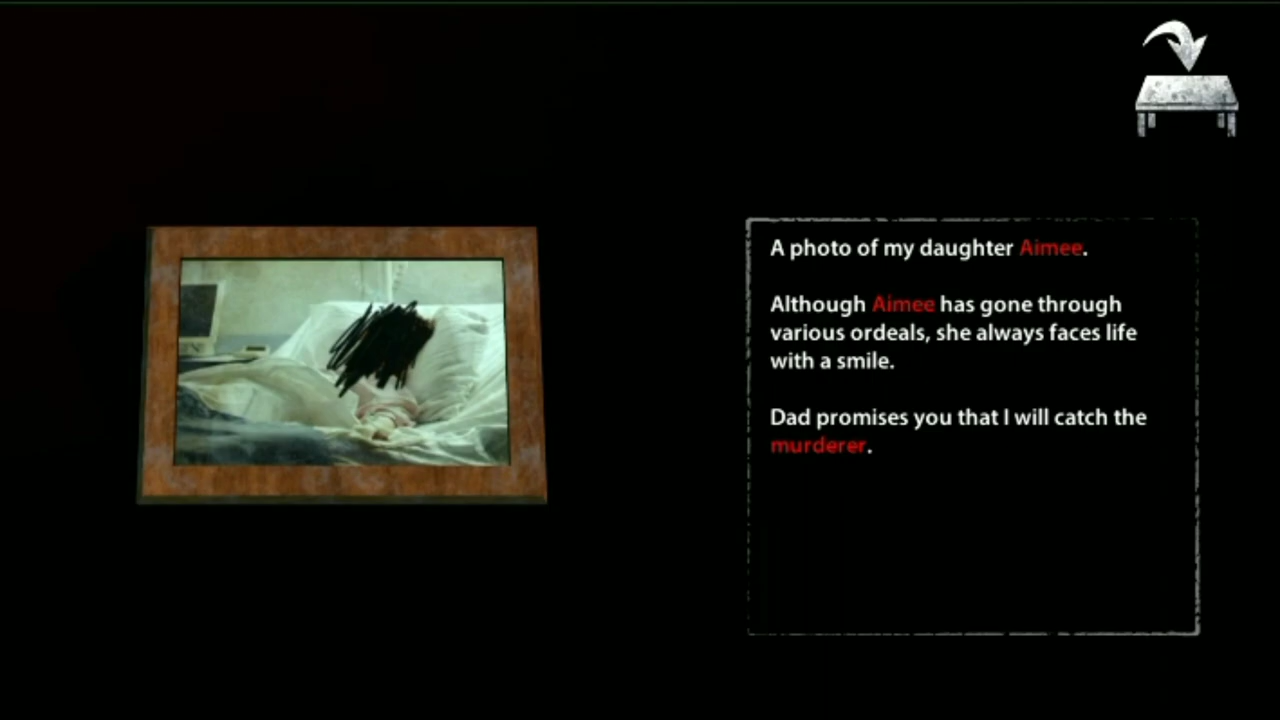 A photo of my daughter Aimee.
Although Aimee has gone through
various ordeals, she always faces life
with a smile.
Dad promises you that I will catch the
murderer.